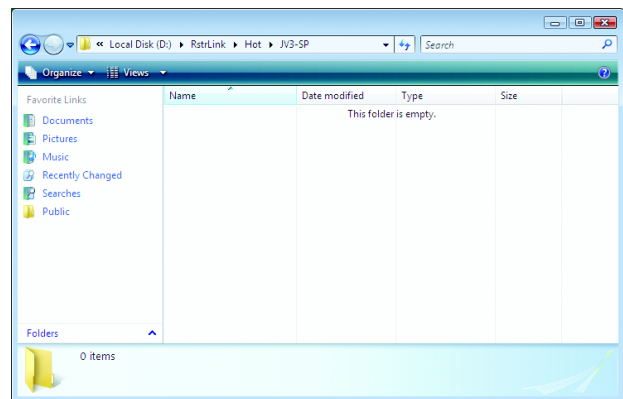 « Local Disk (D:) ▸ RstrLink ▸ Hot ▸ JV3-SP
Search
Organize
Views
Favorite Links
Name
Date modified
Type
Size
This folder is empty.
Documents
Pictures
Music
Recently Changed
Searches
Public
Folders
0 items